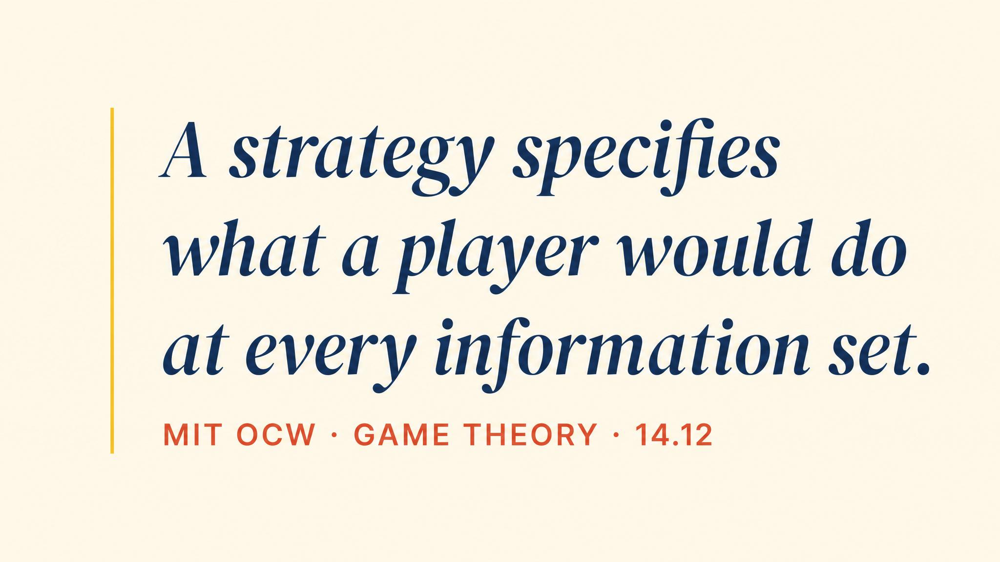 A strategy specifies
what a player would do
at every information set.
MIT OCW · GAME THEORY · 14.12